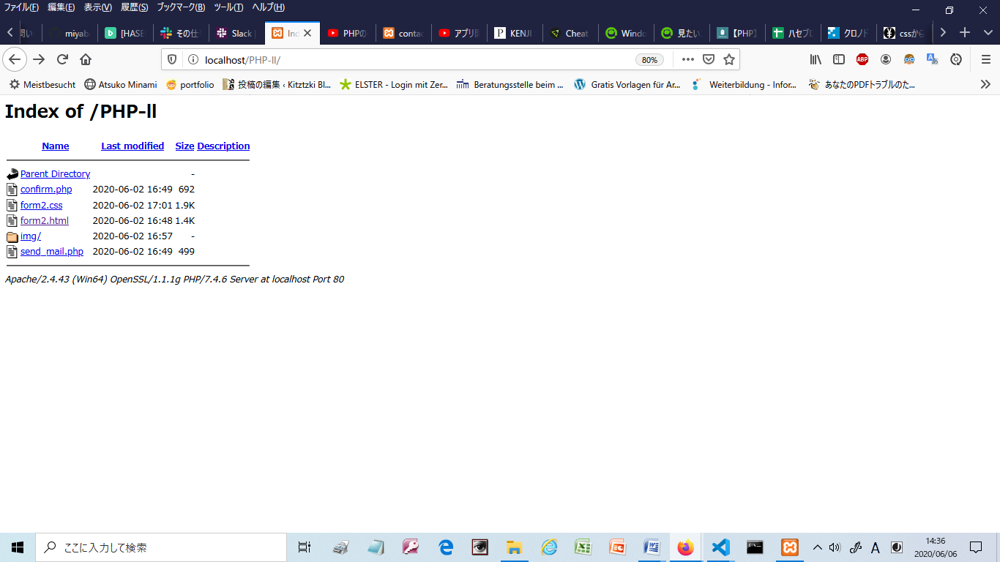 ファイル(F) 編集(E) 表示(V) 履歴(S) ブックマーク(B) ツール(T) ヘルプ(H)
問い miyab [HASE その仕 Slack Ind PHPの conta アプリ開 KENJI Cheat Windo 見たい 【PHP】 ハセブロ クロノド cssから
localhost/PHP-ll/ 80%
Meistbesucht Atsuko Minami portfolio 投稿の編集 ‹ Kitztzki Bl... ELSTER - Login mit Zer... Beratungsstelle beim ... Gratis Vorlagen für Ar... Weiterbildung - Infor... あなたのPDFトラブルのた...
Index of /PHP-ll
Name Last modified Size Description
Parent Directory -
confirm.php 2020-06-02 16:49 692
form2.css 2020-06-02 17:01 1.9K
form2.html 2020-06-02 16:48 1.4K
img/ 2020-06-02 16:57 -
send_mail.php 2020-06-02 16:49 499
Apache/2.4.43 (Win64) OpenSSL/1.1.1g PHP/7.4.6 Server at localhost Port 80
ここに入力して検索
A 14:36
2020/06/06